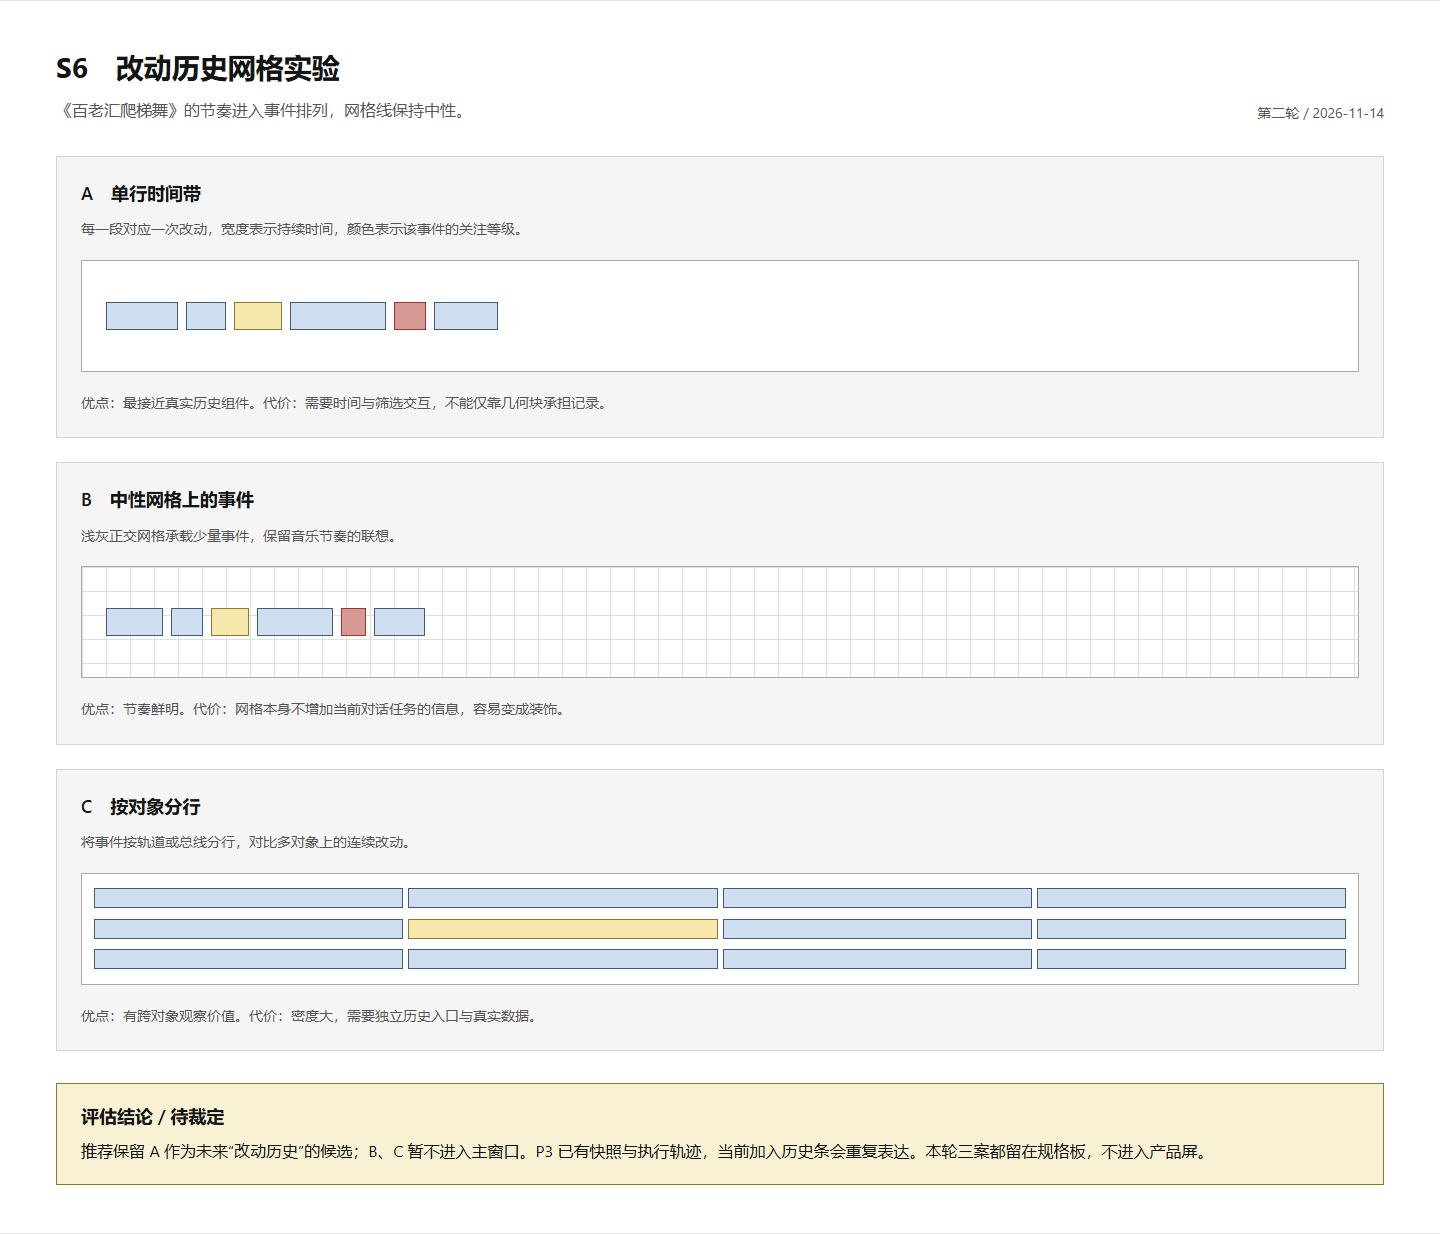 S6 改动历史网格实验
《百老汇爬梯舞》的节奏进入事件排列，网格线保持中性。
第二轮 / 2026-11-14
A 单行时间带
每一段对应一次改动，宽度表示持续时间，颜色表示该事件的关注等级。
优点：最接近真实历史组件。代价：需要时间与筛选交互，不能仅靠几何块承担记录。
B 中性网格上的事件
浅灰正交网格承载少量事件，保留音乐节奏的联想。
优点：节奏鲜明。代价：网格本身不增加当前对话任务的信息，容易变成装饰。
C 按对象分行
将事件按轨道或总线分行，对比多对象上的连续改动。
优点：有跨对象观察价值。代价：密度大，需要独立历史入口与真实数据。
评估结论 / 待裁定
推荐保留 A 作为未来“改动历史”的候选；B、C 暂不进入主窗口。P3 已有快照与执行轨迹，当前加入历史条会重复表达。本轮三案都留在规格板，不进入产品屏。